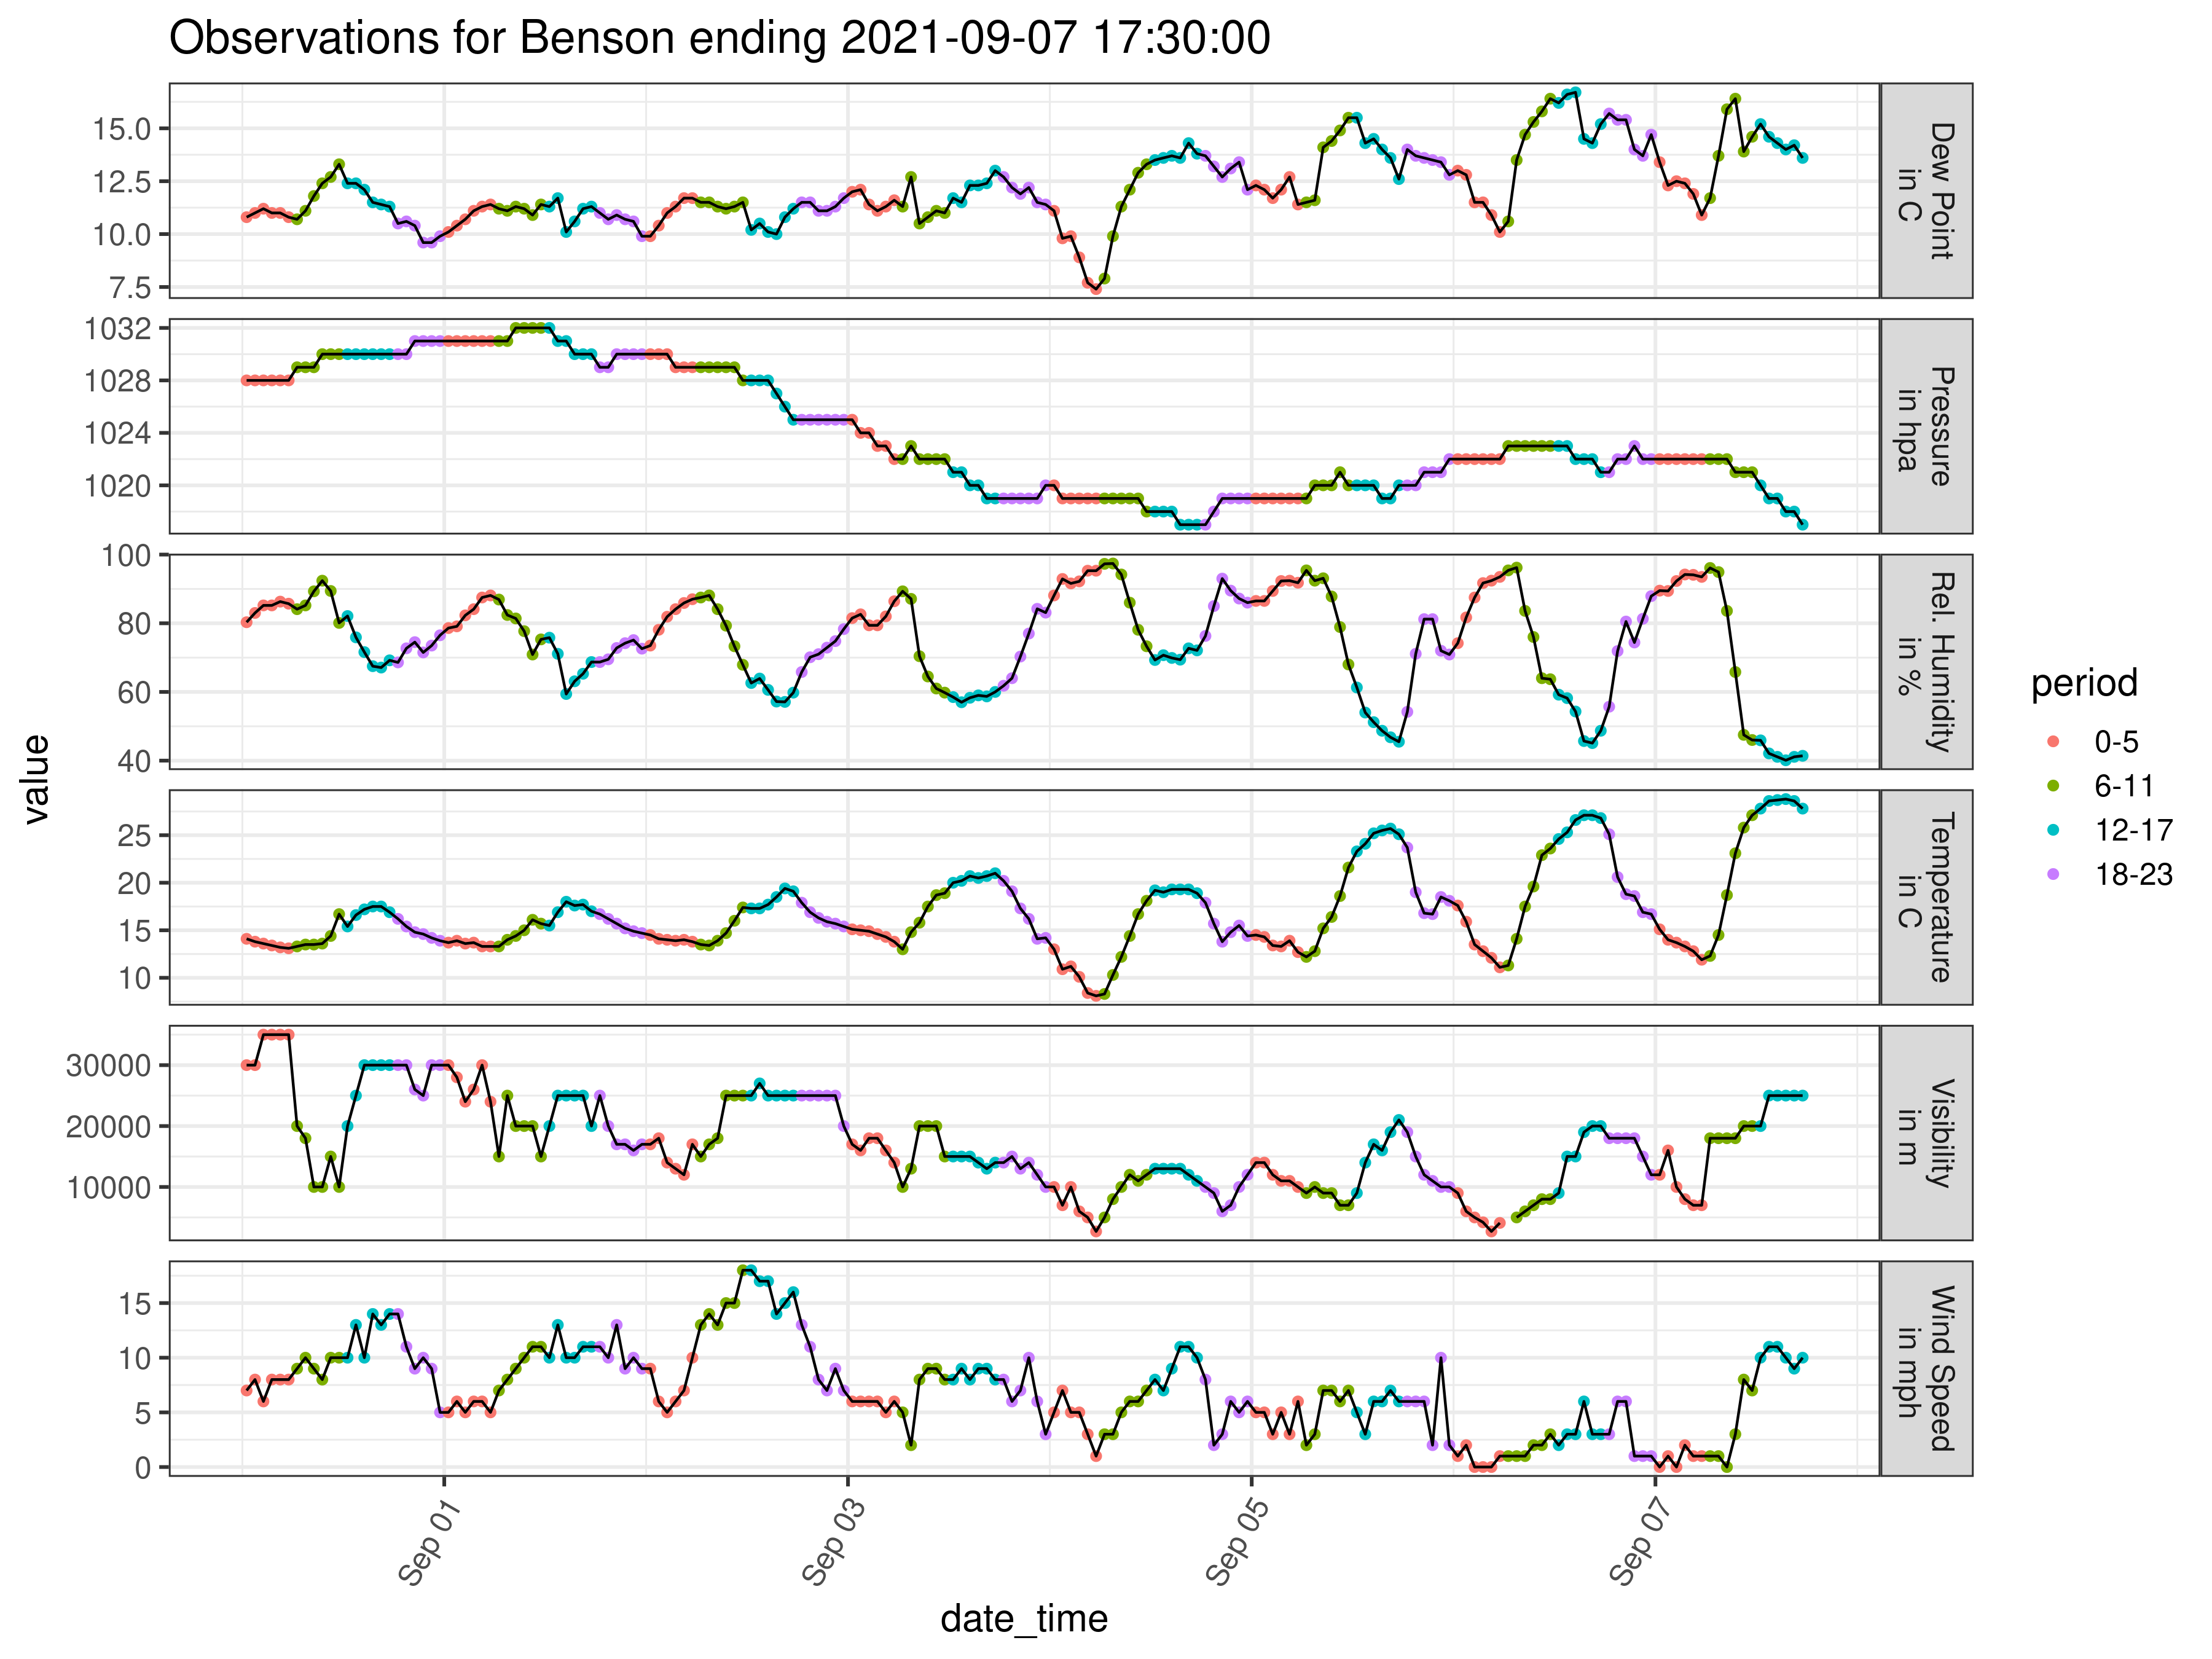 Observations for Benson ending 2021-09-07 17:30:00
value
15.0
12.5
10.0
7.5
Dew Point
in C
1032
1028
1024
1020
Pressure
in hpa
100
80
60
40
Rel. Humidity
in %
25
20
15
10
Temperature
in C
30000
20000
10000
Visibility
in m
15
10
5
0
Wind Speed
in mph
Sep 01
Sep 03
Sep 05
Sep 07
date_time
period
0-5
6-11
12-17
18-23